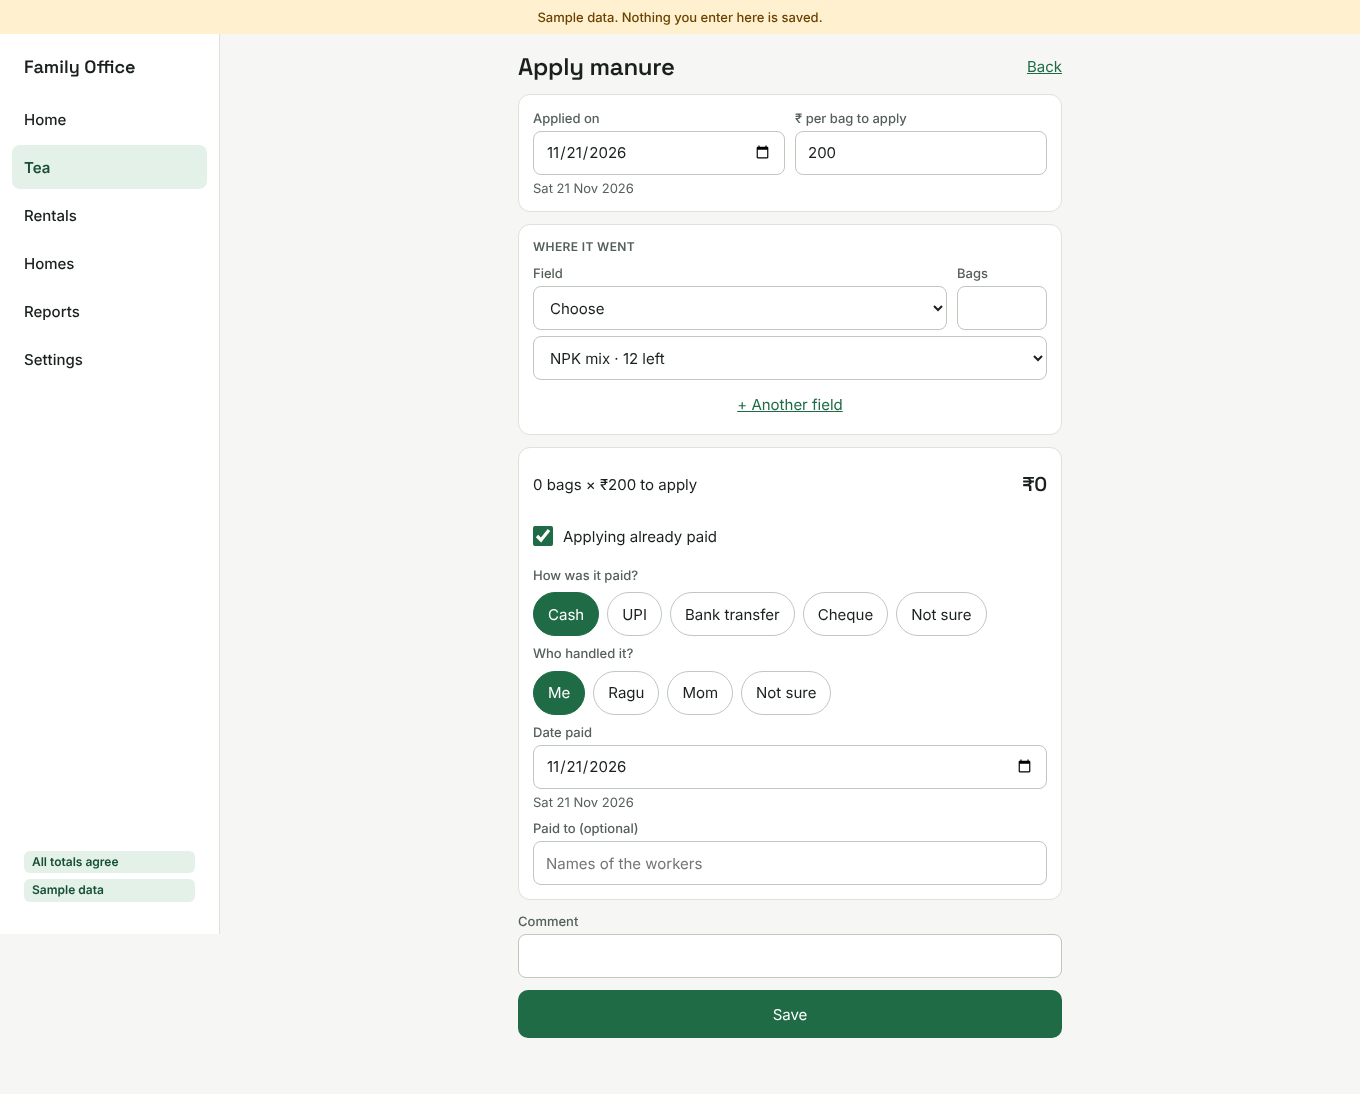 Sample data. Nothing you enter here is saved.
Family Office
Home
Tea
Rentals
Homes
Reports
Settings
All totals agree
Sample data
Apply manure
Back
Applied on
₹ per bag to apply
11/21/2026
200
Sat 21 Nov 2026
WHERE IT WENT
Field
Bags
Choose
NPK mix · 12 left
+ Another field
0 bags × ₹200 to apply
₹0
Applying already paid
How was it paid?
Cash
UPI
Bank transfer
Cheque
Not sure
Who handled it?
Me
Ragu
Mom
Not sure
Date paid
11/21/2026
Sat 21 Nov 2026
Paid to (optional)
Names of the workers
Comment
Save